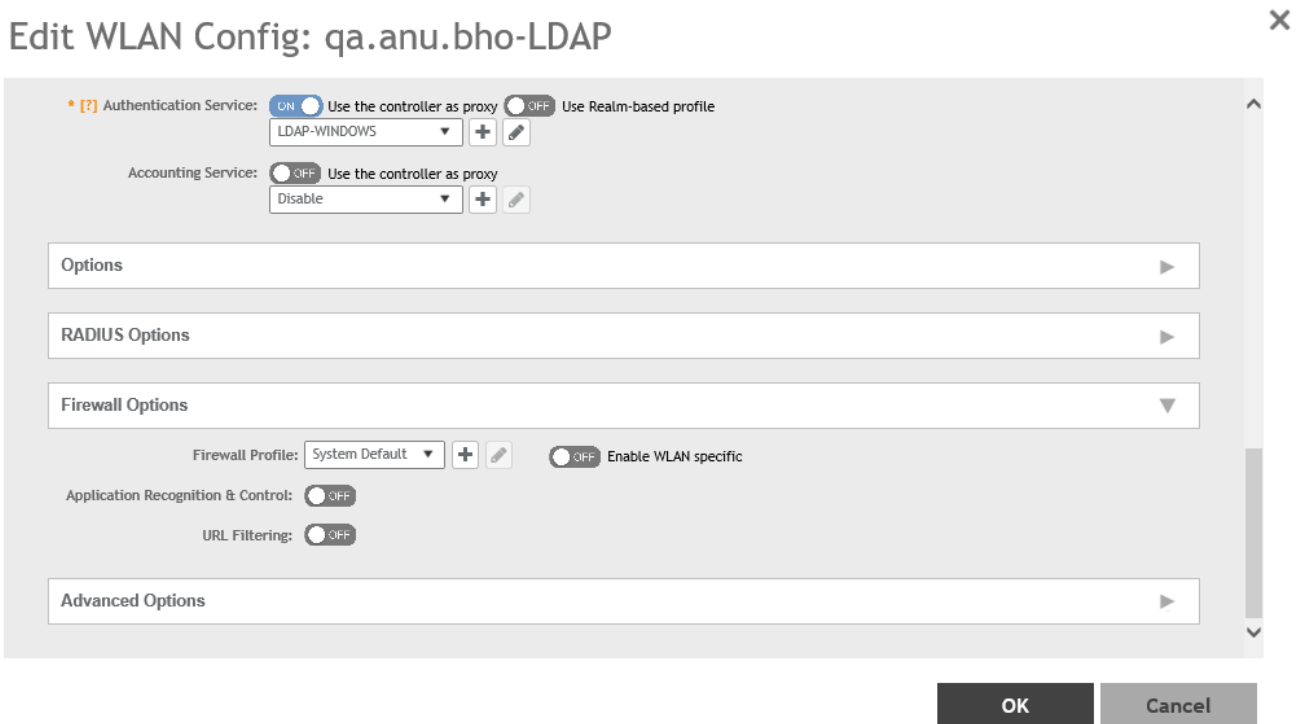 Edit WLAN Config: qa.anu.bho-LDAP
* [?] Authentication Service: ON Use the controller as proxy OFF Use Realm-based profile
LDAP-WINDOWS
Accounting Service: OFF Use the controller as proxy
Disable
Options
RADIUS Options
Firewall Options
Firewall Profile: System Default OFF Enable WLAN specific
Application Recognition & Control: OFF
URL Filtering: OFF
Advanced Options
OK Cancel